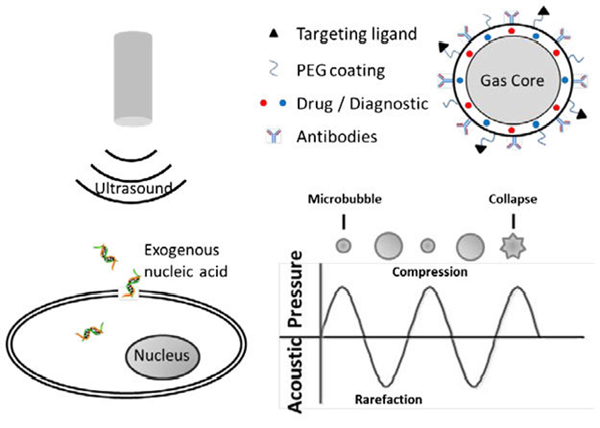 Targeting ligand
PEG coating
Drug / Diagnostic
Antibodies
Gas Core
Ultrasound
Exogenous
nucleic acid
Nucleus
Microbubble
Collapse
Compression
Acoustic Pressure
Rarefaction